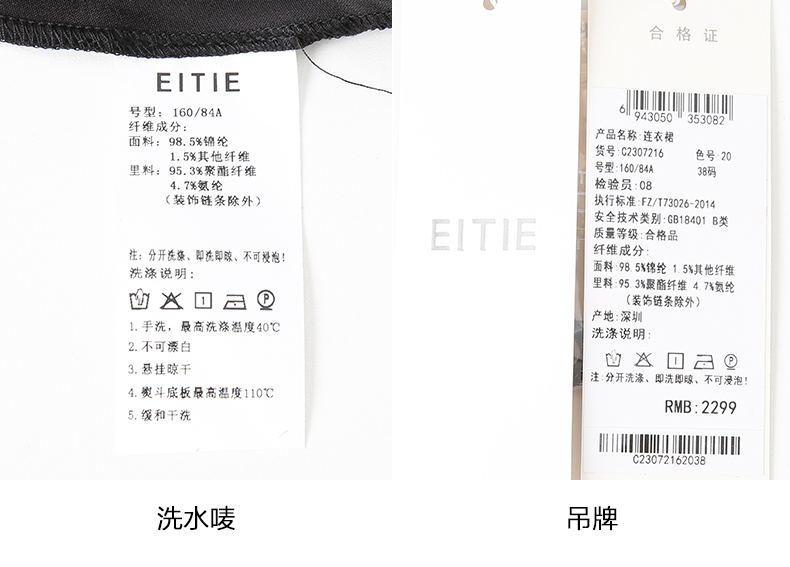 EITIE
号型：160/84A
纤维成分：
面料：98.5%锦纶
1.5%其他纤维
里料：95.3%聚酯纤维
4.7%氨纶
（装饰链条除外）
注：分开洗涤、即洗即晾、不可浸泡！
洗涤说明：
1
P
1.手洗，最高洗涤温度40℃
2.不可漂白
3.悬挂晾干
4.熨斗底板最高温度110℃
5.缓和干洗
洗水唛
EITIE
合格证
6 943050 353082
产品名称：连衣裙
货号：C2307216 色号：20
号型：160/84A 38码
检验员：08
执行标准：FZ/T73026-2014
安全技术类别：GB18401 B类
质量等级：合格品
纤维成分：
面料：98.5%锦纶 1.5%其他纤维
里料：95.3%聚酯纤维 4.7%氨纶
（装饰链条除外）
产地：深圳
洗涤说明：
1
P
注：分开洗涤、即洗即晾、不可浸泡！
RMB：2299
C23072162038
吊牌